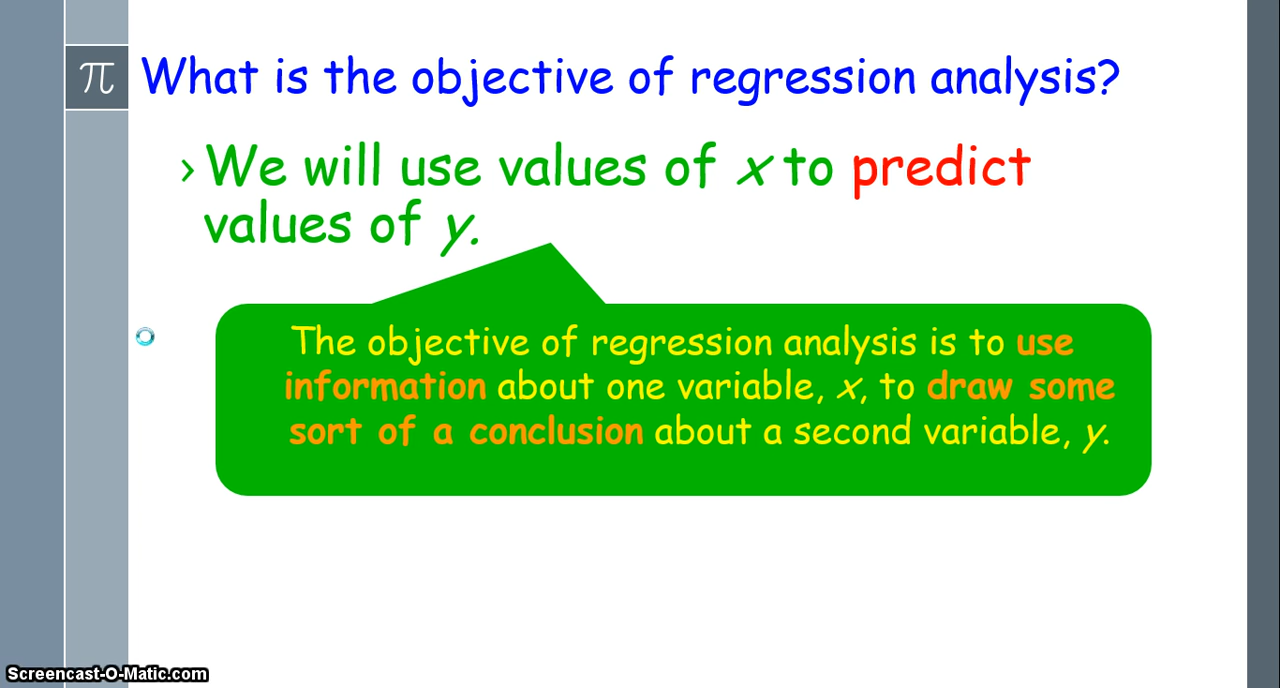 π
What is the objective of regression analysis?
› We will use values of x to predict
values of y.
The objective of regression analysis is to use
information about one variable, x, to draw some
sort of a conclusion about a second variable, y.
Screencast-O-Matic.com